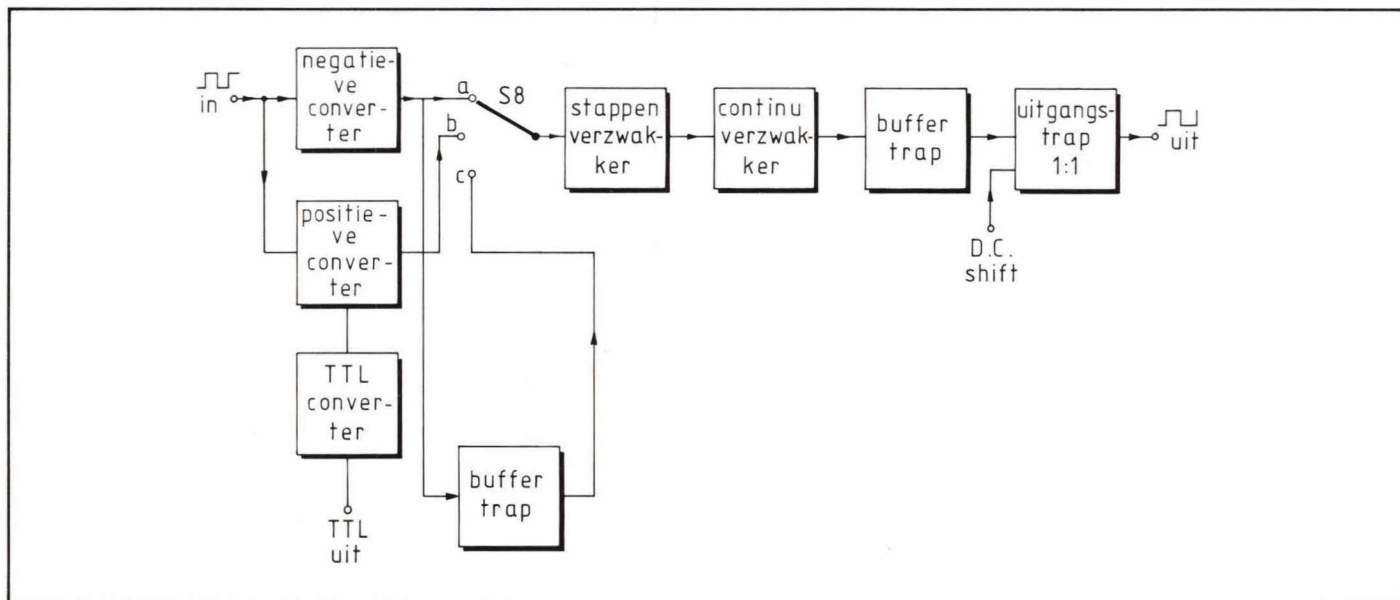 in
negatie-
ve
conver-
ter
a
S8
b
c
stappen
verzwak-
ker
continu
verzwak-
ker
buffer
trap
uitgangs-
trap
1:1
uit
D.C.
shift
positie-
ve
conver-
ter
TTL
conver-
ter
TTL
uit
buffer
trap